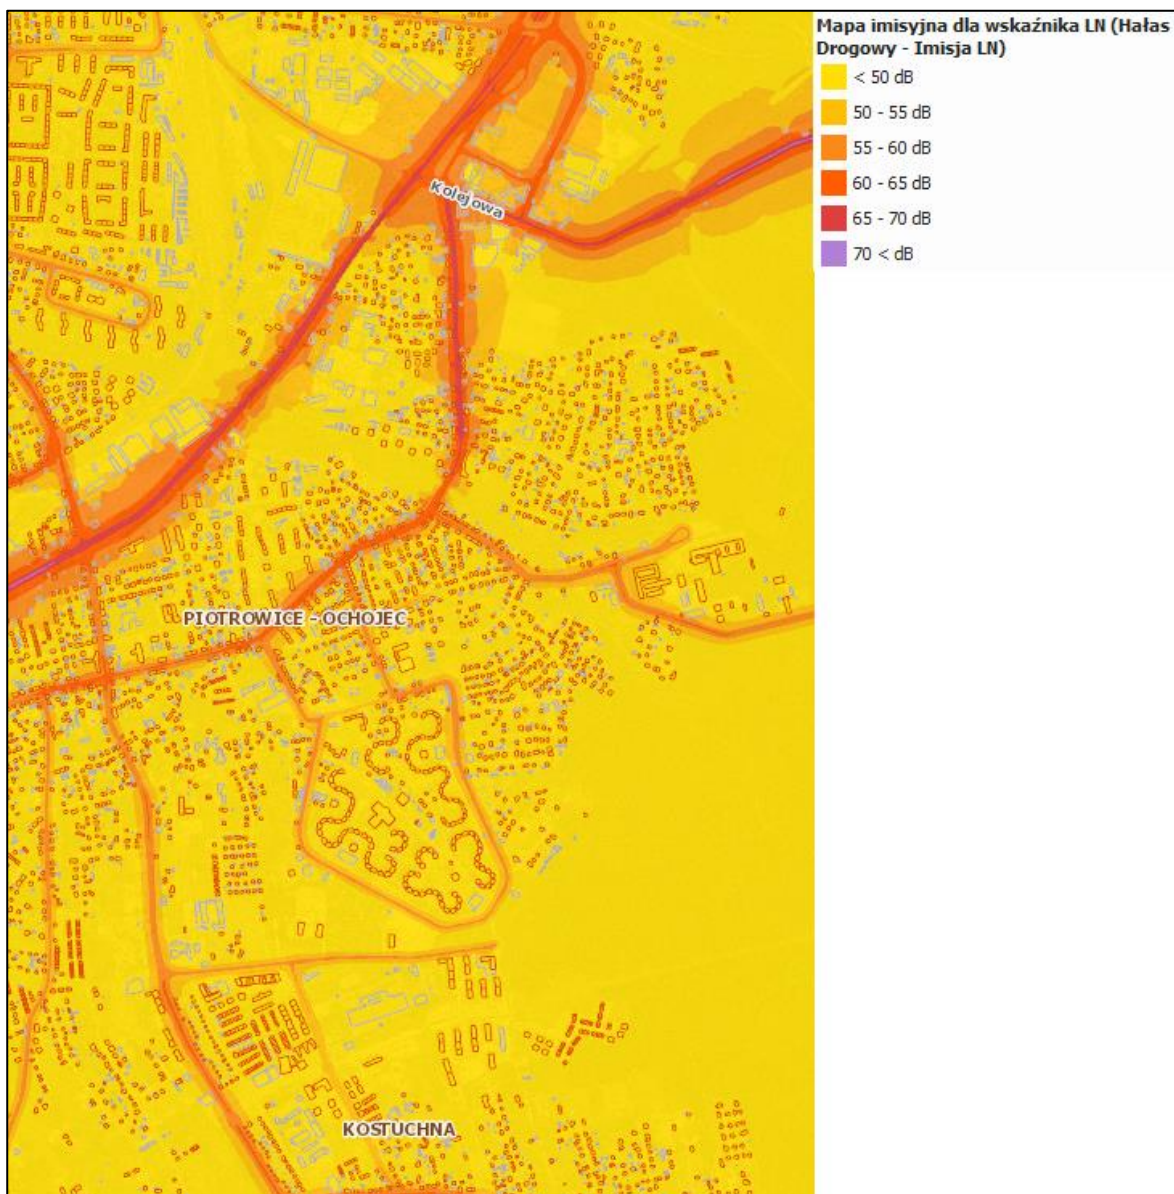 Mapa imisyjna dla wskaźnika LN (Hałas
Drogowy - Imisja LN)
< 50 dB
50 - 55 dB
55 - 60 dB
60 - 65 dB
65 - 70 dB
70 < dB
Kolejowa
PIOTROWICE - OCHOJEC
KOSTUCHNA